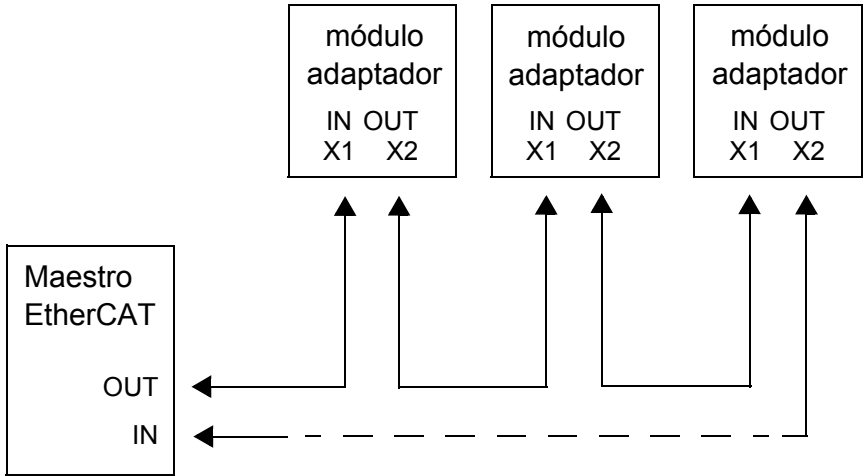 módulo
adaptador
IN OUT
X1 X2
módulo
adaptador
IN OUT
X1 X2
módulo
adaptador
IN OUT
X1 X2
Maestro
EtherCAT
OUT
IN